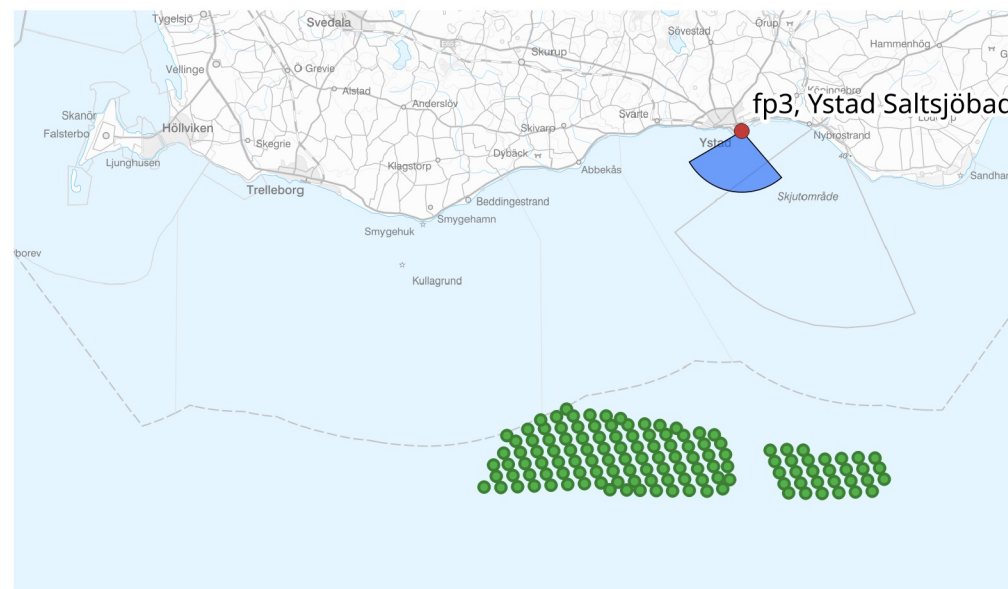 Tygelsjö
Svedala
Örup
Sövestad
Hammenhög
Skurup
Vellinge
Grevie
Alstad
Anderslöv
Köpingebro
fp3, Ystad Saltsjöbad
Skanör
Svarte
Falsterbo
Höllviken
Skivarp
Nybrostrand
Skegrie
Ystad
Dybäck
Ljunghusen
Klagstorp
Abbekås
Trelleborg
Skjutområde
Beddingestrand
Smygehamn
Smygehuk
borev
Kullagrund